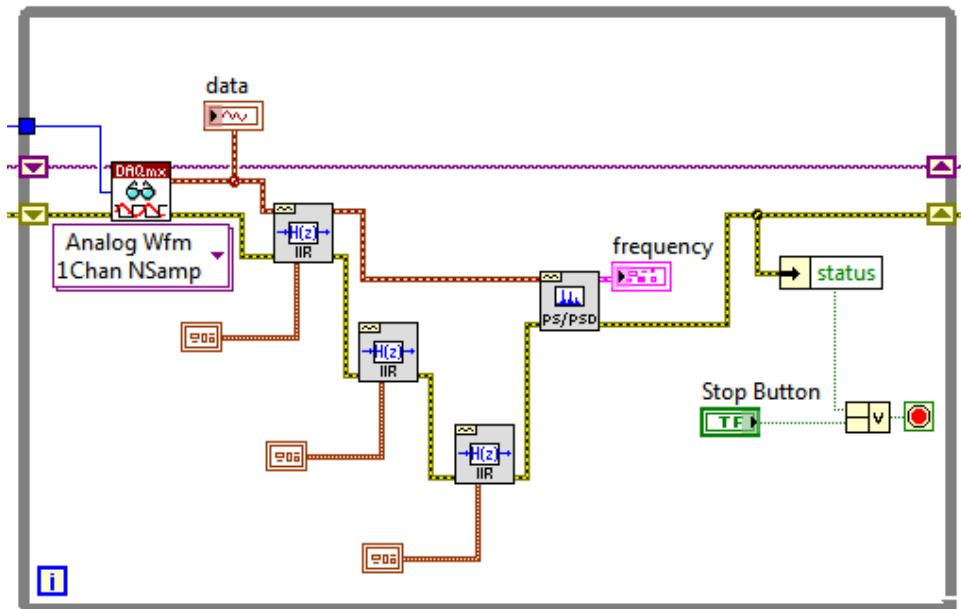 data
DAQmx
Analog Wfm
1Chan NSamp
H(z)
IIR
frequency
PS/PSD
status
H(z)
IIR
Stop Button
TF
V
H(z)
IIR
i